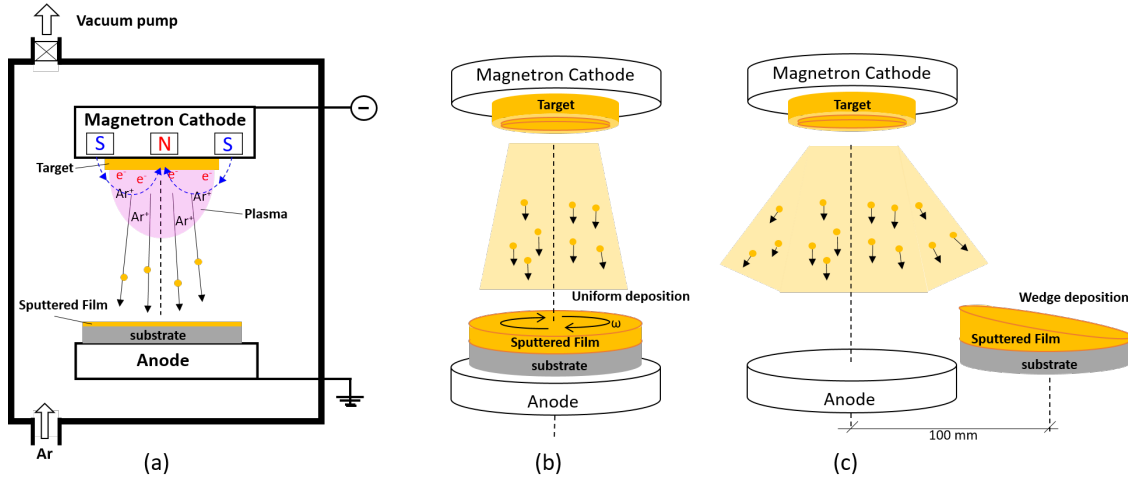 Vacuum pump
Magnetron Cathode
S
N
S
Target
e⁻
e⁻
e⁻
e⁻
Ar⁺
Ar⁺
Ar⁺
Ar⁺
Plasma
Sputtered Film
substrate
Anode
Ar
(a)
Magnetron Cathode
Target
Uniform deposition
ω
Sputtered Film
substrate
Anode
(b)
Magnetron Cathode
Target
Wedge deposition
Sputtered Film
substrate
Anode
100 mm
(c)